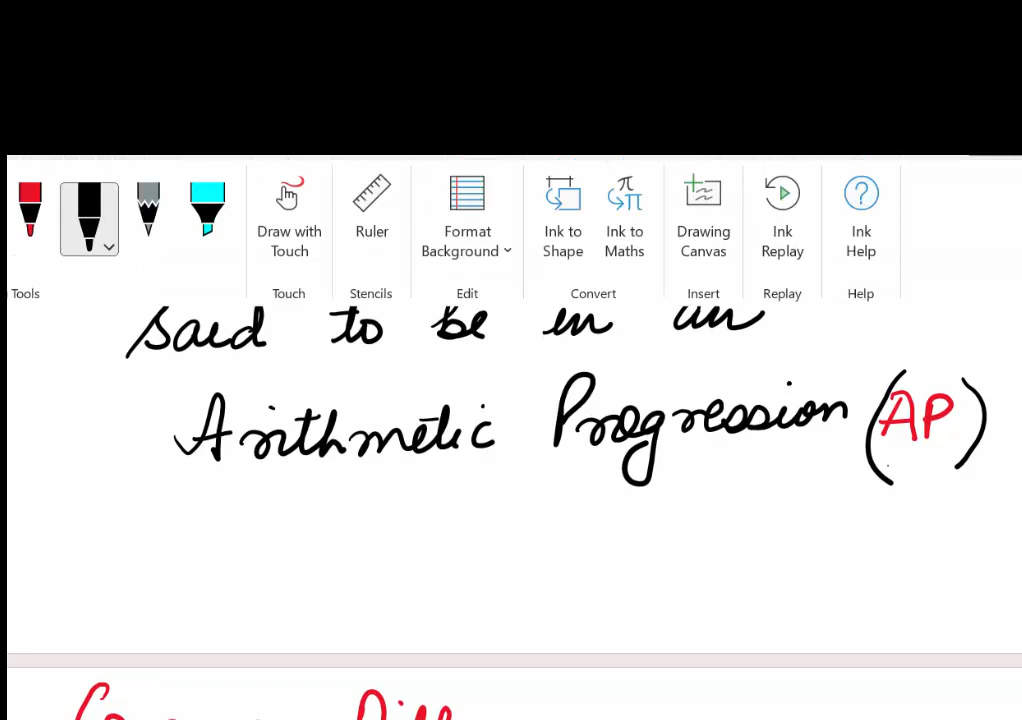 Draw with Touch
Ruler
Format Background
Ink to Shape
Ink to Maths
Drawing Canvas
Ink Replay
Ink Help
Tools
Touch
Stencils
Edit
Convert
Insert
Replay
Help
said to be in an
Arithmetic Progression (AP)